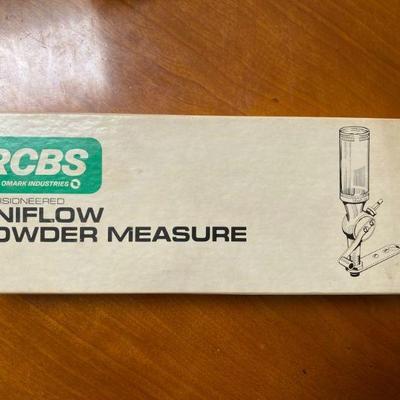 RCBS
OMARK INDUSTRIES
SIONEERED
NIFLOW
OWDER MEASURE